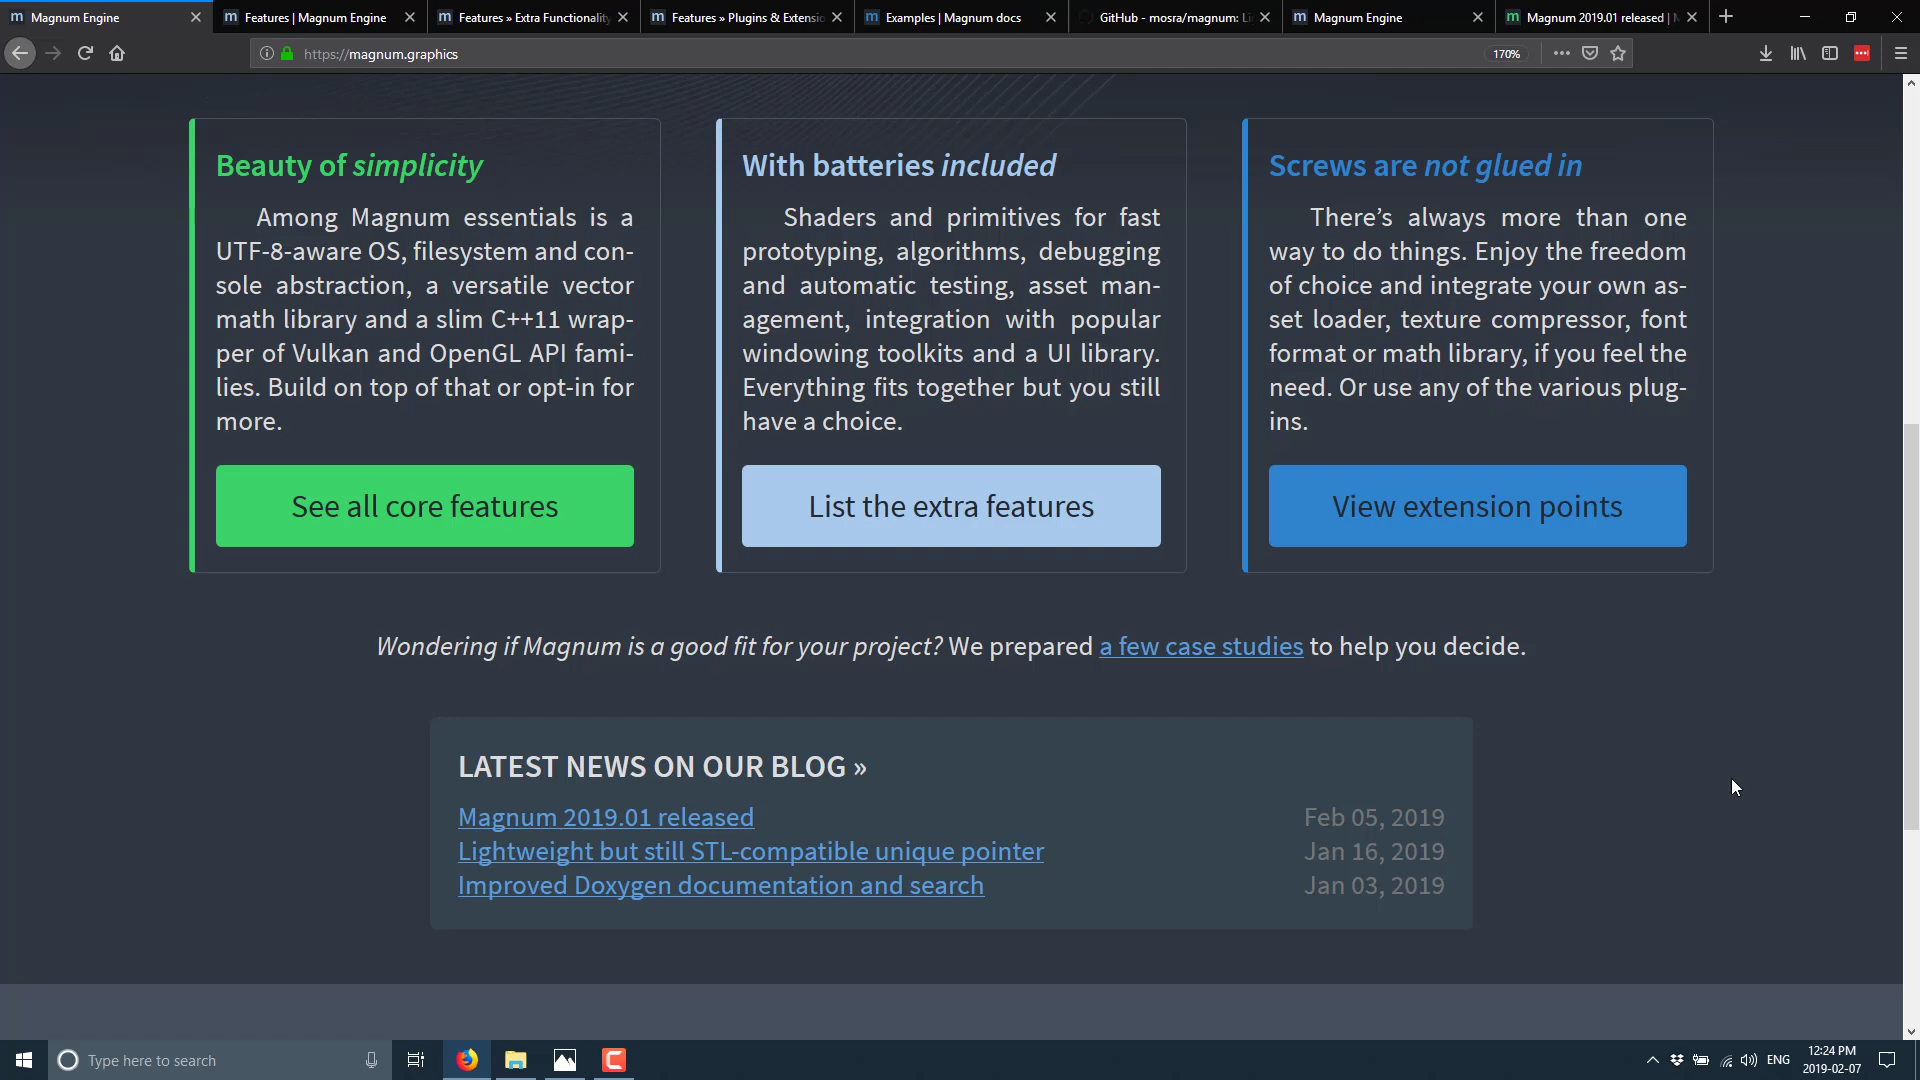 Magnum Engine
Features | Magnum Engine
Features » Extra Functionality
Features » Plugins & Extensio
Examples | Magnum docs
GitHub - mosra/magnum: Li
Magnum Engine
Magnum 2019.01 released |
https://magnum.graphics
170%
Beauty of simplicity
Among Magnum essentials is a
UTF-8-aware OS, filesystem and con-
sole abstraction, a versatile vector
math library and a slim C++11 wrap-
per of Vulkan and OpenGL API fami-
lies. Build on top of that or opt-in for
more.
See all core features
With batteries included
Shaders and primitives for fast
prototyping, algorithms, debugging
and automatic testing, asset man-
agement, integration with popular
windowing toolkits and a UI library.
Everything fits together but you still
have a choice.
List the extra features
Screws are not glued in
There's always more than one
way to do things. Enjoy the freedom
of choice and integrate your own as-
set loader, texture compressor, font
format or math library, if you feel the
need. Or use any of the various plug-
ins.
View extension points
Wondering if Magnum is a good fit for your project? We prepared a few case studies to help you decide.
LATEST NEWS ON OUR BLOG »
Magnum 2019.01 released Feb 05, 2019
Lightweight but still STL-compatible unique pointer Jan 16, 2019
Improved Doxygen documentation and search Jan 03, 2019
Type here to search
ENG
12:24 PM
2019-02-07